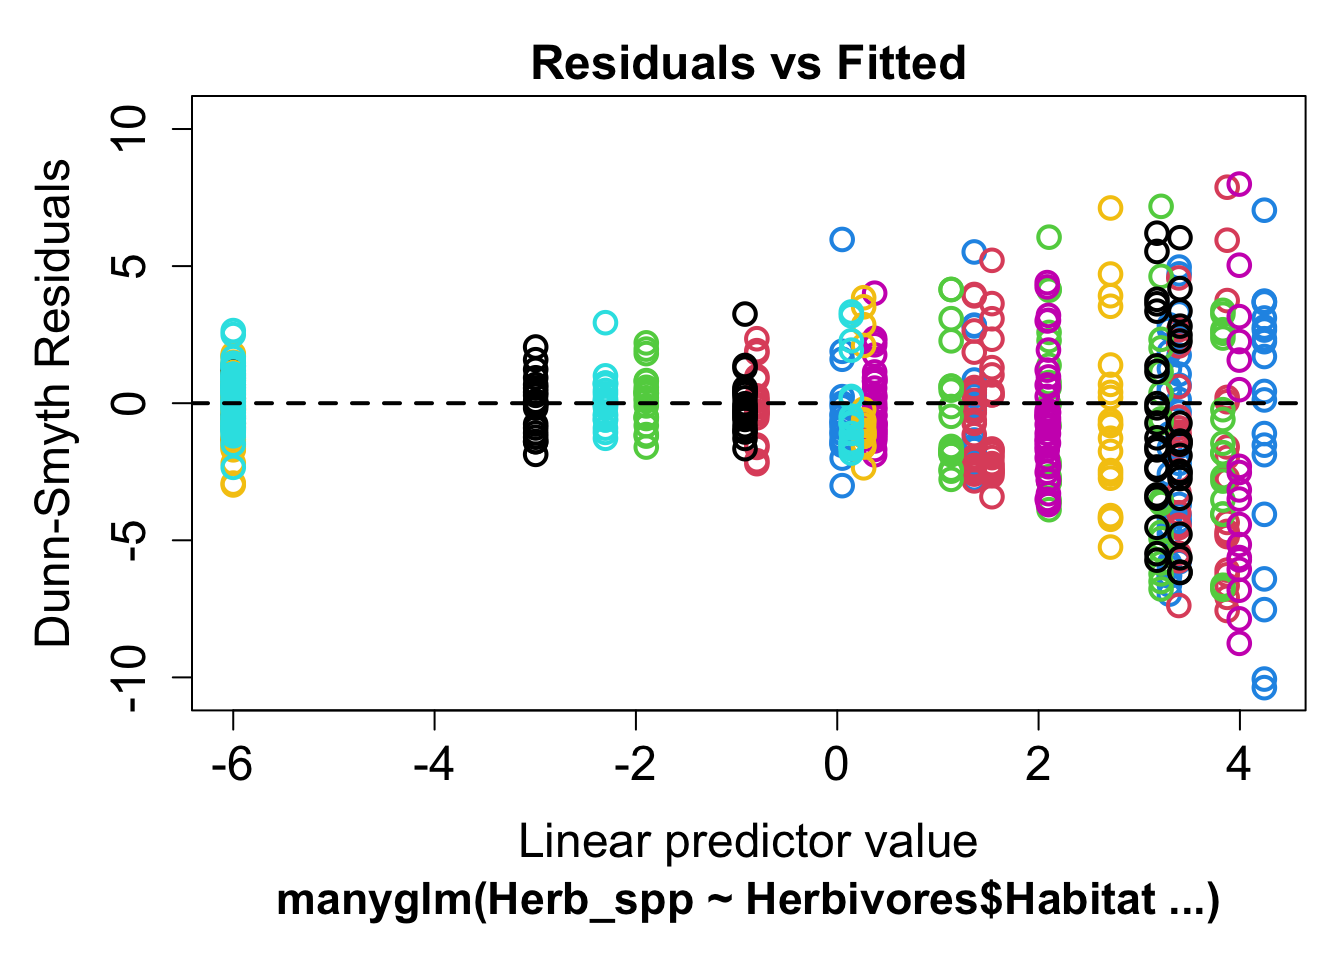 Residuals vs Fitted
Dunn-Smyth Residuals
10
5
0
-5
-10
-6 -4 -2 0 2 4
Linear predictor value
manyglm(Herb_spp ~ Herbivores$Habitat ...)